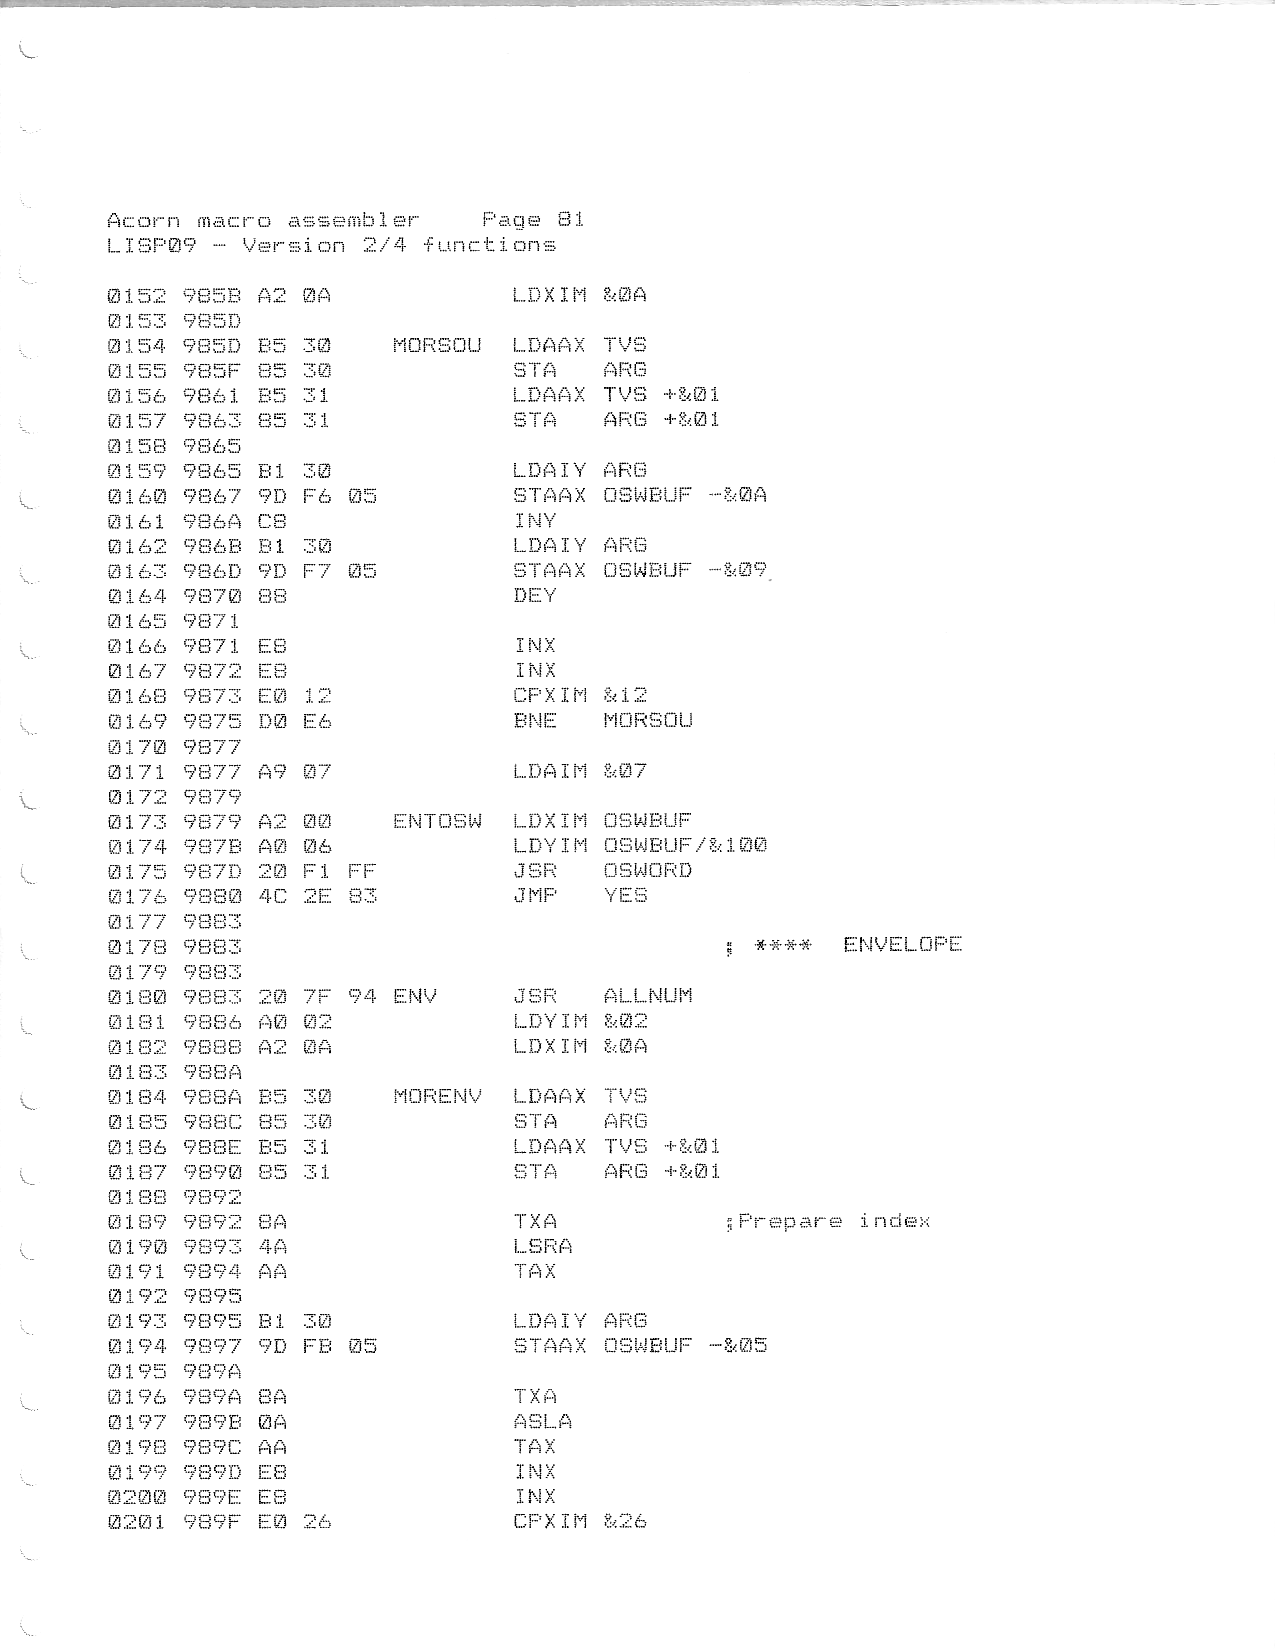 Acorn macro assembler    Page 81
LISP09 - Version 2/4 functions
0152 985B A2 0A            LDXIM &0A
0153 985D
0154 985D B5 30    MORSOU  LDAAX TVS
0155 985F 85 30            STA   ARG
0156 9861 B5 31            LDAAX TVS +&01
0157 9863 85 31            STA   ARG +&01
0158 9865
0159 9865 B1 30            LDAIY ARG
0160 9867 9D F6 05         STAAX OSWBUF -&0A
0161 986A C8               INY
0162 986B B1 30            LDAIY ARG
0163 986D 9D F7 05         STAAX OSWBUF -&09
0164 9870 88               DEY
0165 9871
0166 9871 E8               INX
0167 9872 E8               INX
0168 9873 E0 12            CPXIM &12
0169 9875 D0 E6            BNE   MORSOU
0170 9877
0171 9877 A9 07            LDAIM &07
0172 9879
0173 9879 A2 00    ENTOSW  LDXIM OSWBUF
0174 987B A0 06            LDYIM OSWBUF/&100
0175 987D 20 F1 FF         JSR   OSWORD
0176 9880 4C 2E 83         JMP   YES
0177 9883
0178 9883                                ; ****  ENVELOPE
0179 9883
0180 9883 20 7F 94 ENV     JSR   ALLNUM
0181 9886 A0 02            LDYIM &02
0182 9888 A2 0A            LDXIM &0A
0183 988A
0184 988A B5 30    MORENV  LDAAX TVS
0185 988C 85 30            STA   ARG
0186 988E B5 31            LDAAX TVS +&01
0187 9890 85 31            STA   ARG +&01
0188 9892
0189 9892 8A               TXA           ;Prepare index
0190 9893 4A               LSRA
0191 9894 AA               TAX
0192 9895
0193 9895 B1 30            LDAIY ARG
0194 9897 9D FB 05         STAAX OSWBUF -&05
0195 989A
0196 989A 8A               TXA
0197 989B 0A               ASLA
0198 989C AA               TAX
0199 989D E8               INX
0200 989E E8               INX
0201 989F E0 26            CPXIM &26